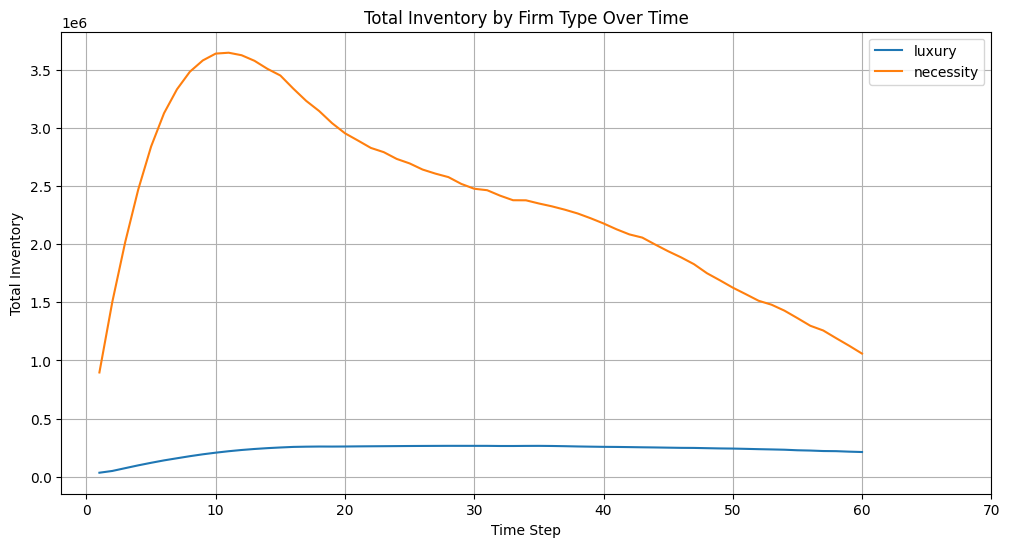 Total Inventory by Firm Type Over Time
1e6
luxury
necessity
3.5
3.0
2.5
2.0
1.5
1.0
0.5
0.0
Total Inventory
0 10 20 30 40 50 60 70
Time Step